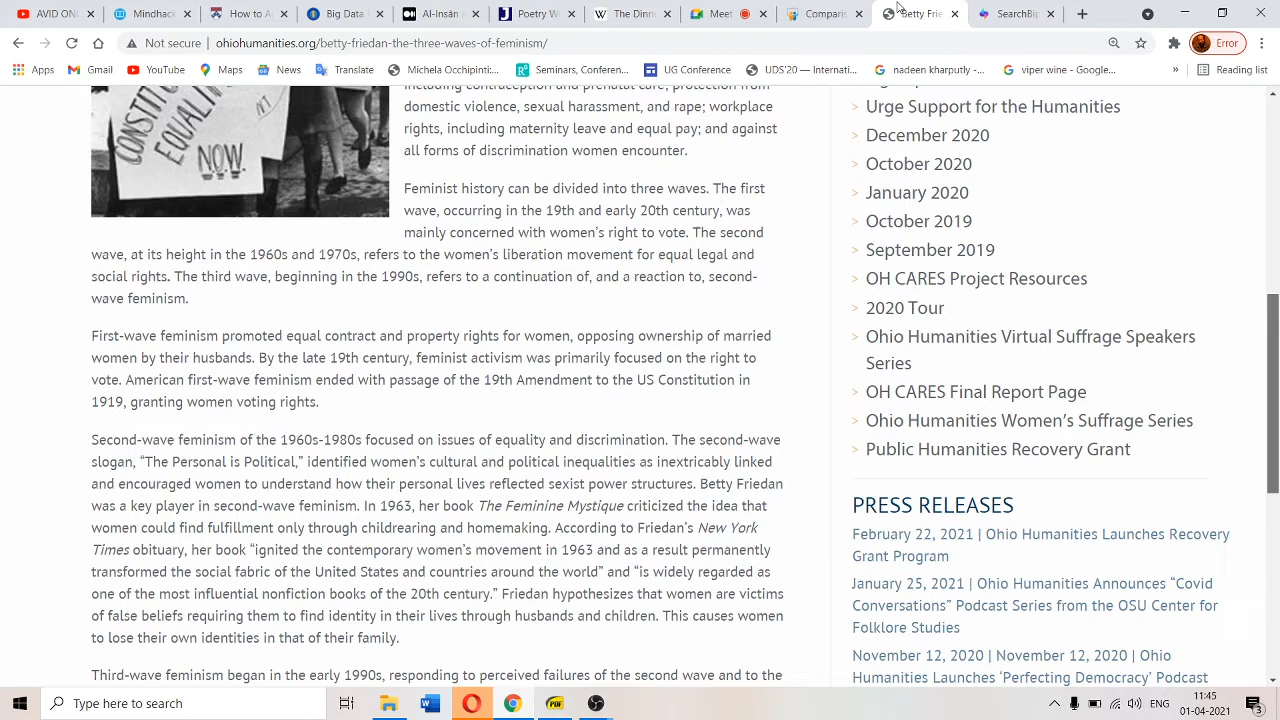 AVID ONL
Mindhack
How to A
Big Data
Al-Insān
Poetry
The Dinn
Meet
Compara
Betty Frie
SearchBip
Not secure
ohiohumanities.org/betty-friedan-the-three-waves-of-feminism/
Error
Apps
Gmail
YouTube
Maps
News
Translate
Michela Occhipinti...
Seminars, Conferen...
UG Conference
UDS'20 — Internati...
nadeen kharputly -...
viper wine - Google...
»
Reading list
CONSTIT
EQUALIT
NOW.
including contraception and prenatal care; protection from
domestic violence, sexual harassment, and rape; workplace
rights, including maternity leave and equal pay; and against
all forms of discrimination women encounter.
Feminist history can be divided into three waves. The first
wave, occurring in the 19th and early 20th century, was
mainly concerned with women's right to vote. The second
wave, at its height in the 1960s and 1970s, refers to the women's liberation movement for equal legal and
social rights. The third wave, beginning in the 1990s, refers to a continuation of, and a reaction to, second-
wave feminism.
First-wave feminism promoted equal contract and property rights for women, opposing ownership of married
women by their husbands. By the late 19th century, feminist activism was primarily focused on the right to
vote. American first-wave feminism ended with passage of the 19th Amendment to the US Constitution in
1919, granting women voting rights.
Second-wave feminism of the 1960s-1980s focused on issues of equality and discrimination. The second-wave
slogan, “The Personal is Political,” identified women's cultural and political inequalities as inextricably linked
and encouraged women to understand how their personal lives reflected sexist power structures. Betty Friedan
was a key player in second-wave feminism. In 1963, her book The Feminine Mystique criticized the idea that
women could find fulfillment only through childrearing and homemaking. According to Friedan's New York
Times obituary, her book “ignited the contemporary women's movement in 1963 and as a result permanently
transformed the social fabric of the United States and countries around the world” and “is widely regarded as
one of the most influential nonfiction books of the 20th century.” Friedan hypothesizes that women are victims
of false beliefs requiring them to find identity in their lives through husbands and children. This causes women
to lose their own identities in that of their family.
Third-wave feminism began in the early 1990s, responding to perceived failures of the second wave and to the
> Urge Support for the Humanities
> December 2020
> October 2020
> January 2020
> October 2019
> September 2019
> OH CARES Project Resources
> 2020 Tour
> Ohio Humanities Virtual Suffrage Speakers
Series
> OH CARES Final Report Page
> Ohio Humanities Women's Suffrage Series
> Public Humanities Recovery Grant
PRESS RELEASES
February 22, 2021 | Ohio Humanities Launches Recovery
Grant Program
January 25, 2021 | Ohio Humanities Announces “Covid
Conversations” Podcast Series from the OSU Center for
Folklore Studies
November 12, 2020 | November 12, 2020 | Ohio
Humanities Launches ‘Perfecting Democracy’ Podcast
Type here to search
ENG
11:45
01-04-2021
3